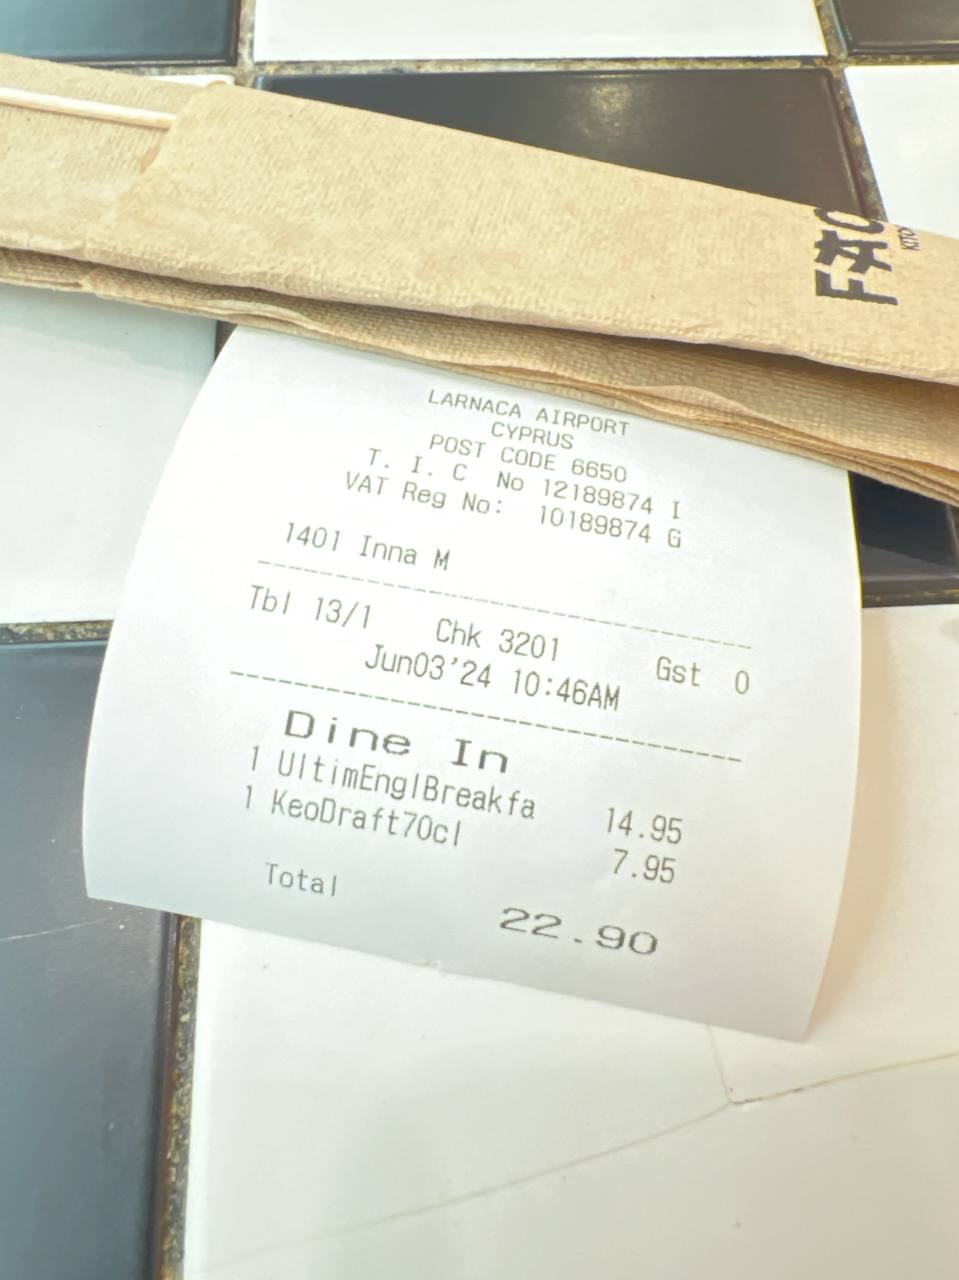 LARNACA AIRPORT
CYPRUS
POST CODE 6650
T. I. C No 12189874 I
VAT Reg No: 10189874 G
1401 Inna M
Tbl 13/1 Chk 3201 Gst 0
Jun03'24 10:46AM
Dine In
1 UltimEnglBreakfa 14.95
1 KeoDraft70cl 7.95
Total 22.90